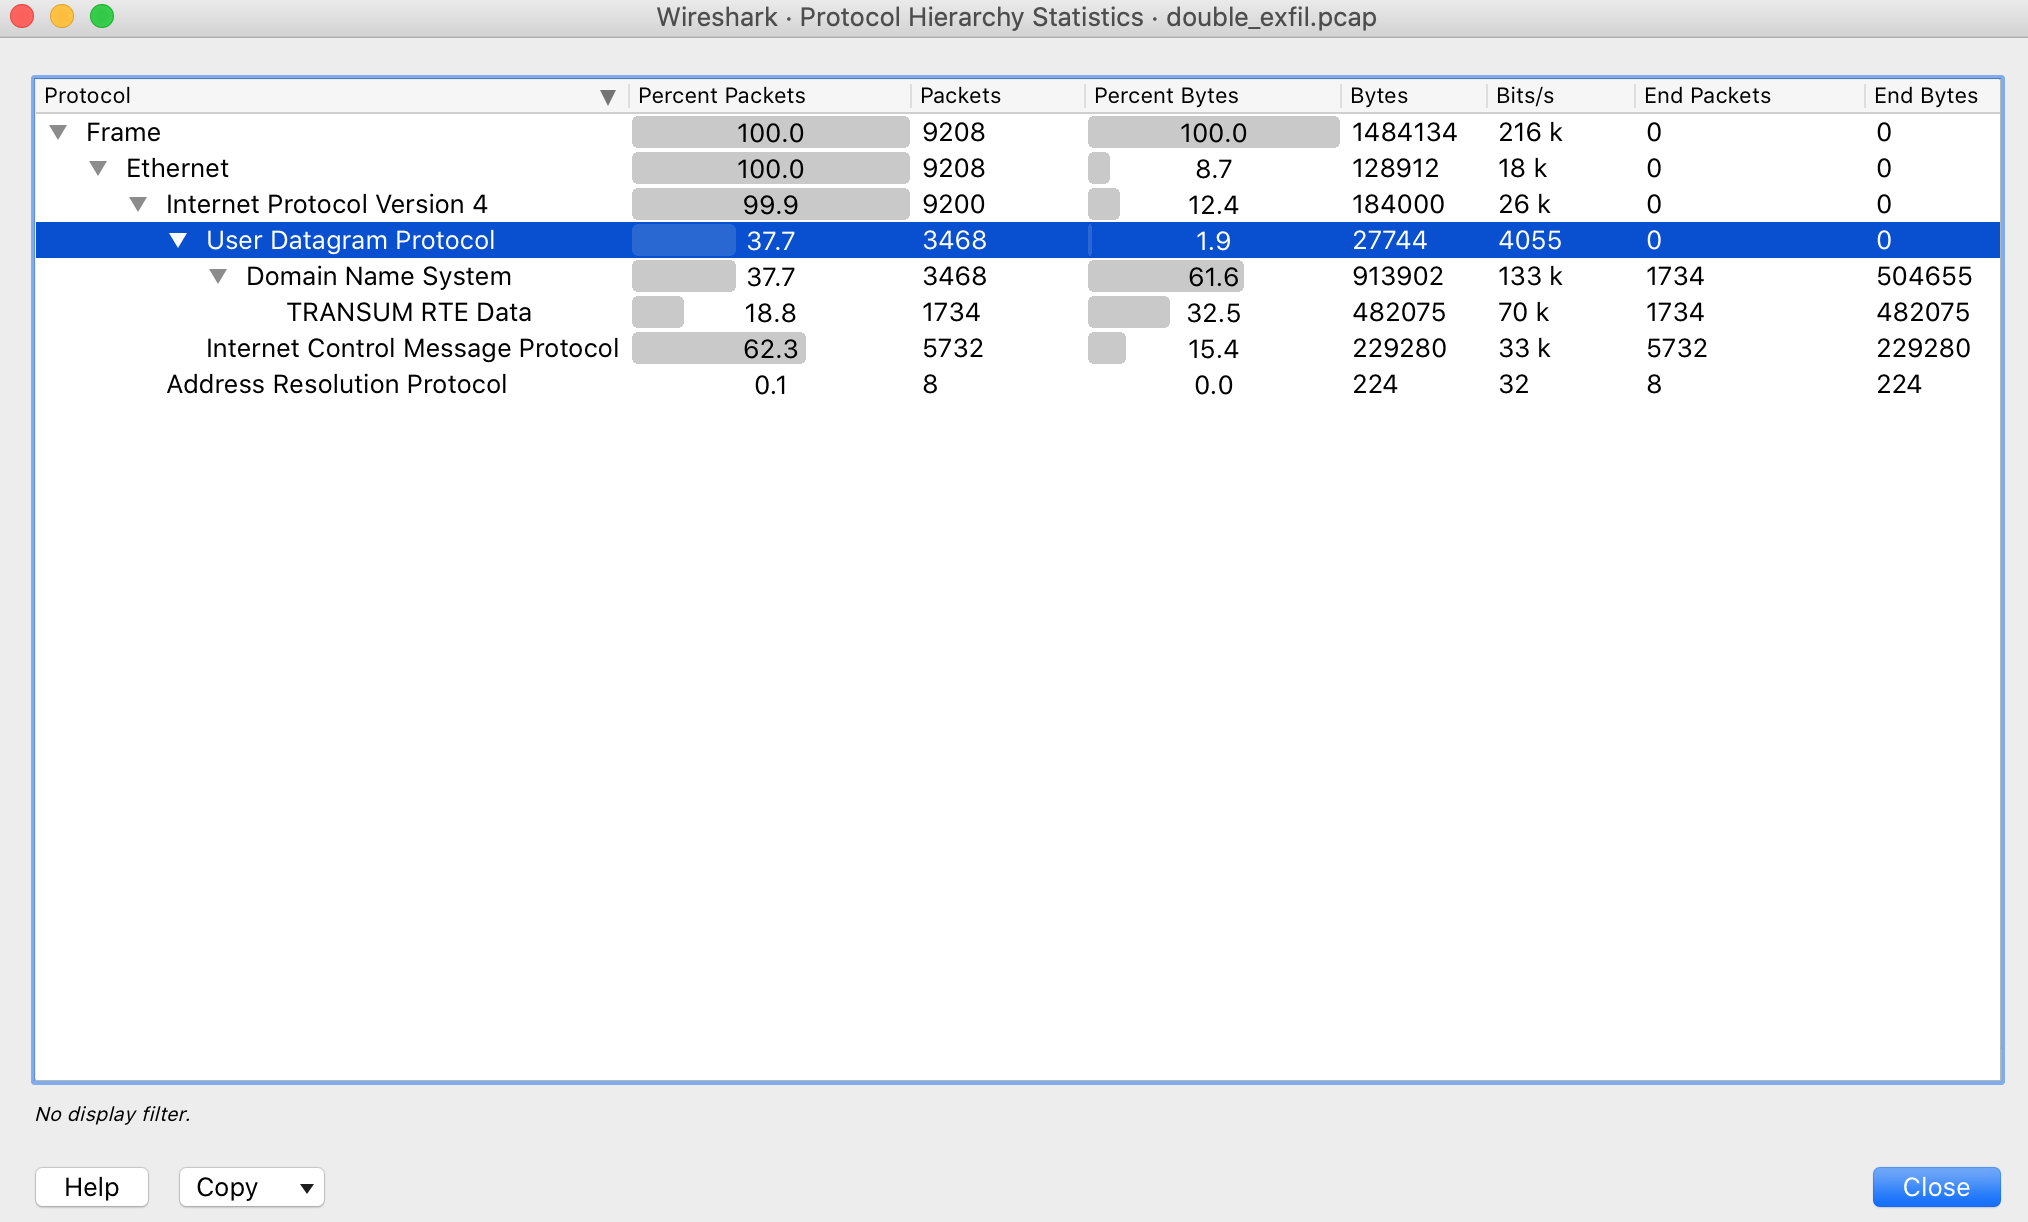 Wireshark · Protocol Hierarchy Statistics · double_exfil.pcap
Protocol Percent Packets Packets Percent Bytes Bytes Bits/s End Packets End Bytes
Frame 100.0 9208 100.0 1484134 216 k 0 0
Ethernet 100.0 9208 8.7 128912 18 k 0 0
Internet Protocol Version 4 99.9 9200 12.4 184000 26 k 0 0
User Datagram Protocol 37.7 3468 1.9 27744 4055 0 0
Domain Name System 37.7 3468 61.6 913902 133 k 1734 504655
TRANSUM RTE Data 18.8 1734 32.5 482075 70 k 1734 482075
Internet Control Message Protocol 62.3 5732 15.4 229280 33 k 5732 229280
Address Resolution Protocol 0.1 8 0.0 224 32 8 224
No display filter.
Help Copy Close